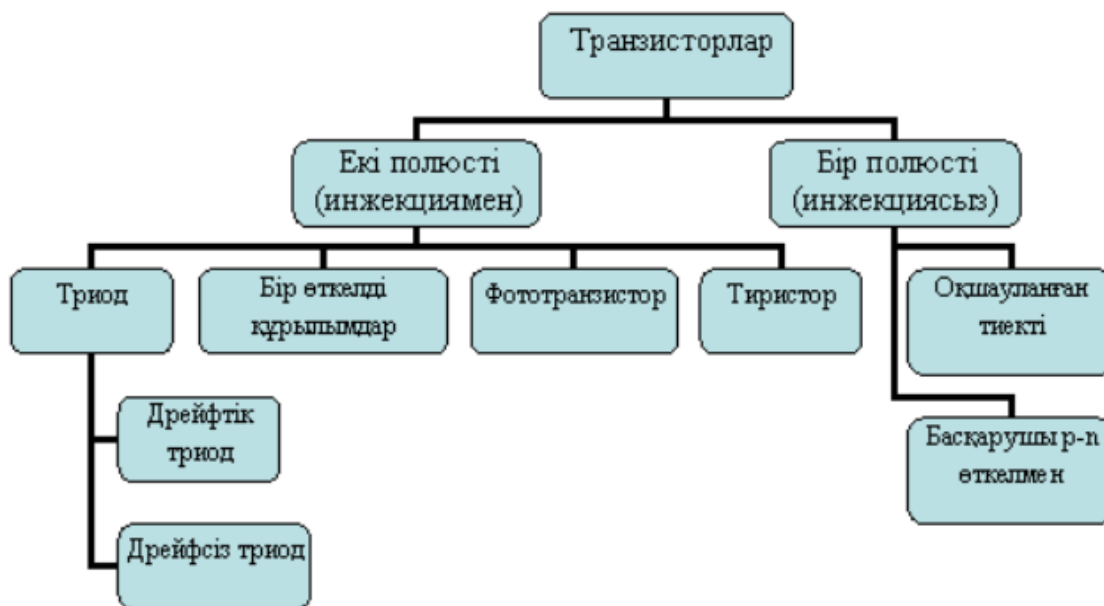 Транзисторлар
Екі полюсті
(инжекциямен)
Бір полюсті
(инжекциясыз)
Триод
Бір өткелді
құрылымдар
Фототранзистор
Тиристор
Оқшауланған
тиекті
Дрейфтік
триод
Басқарушы p-n
өткелмен
Дрейфсіз триод